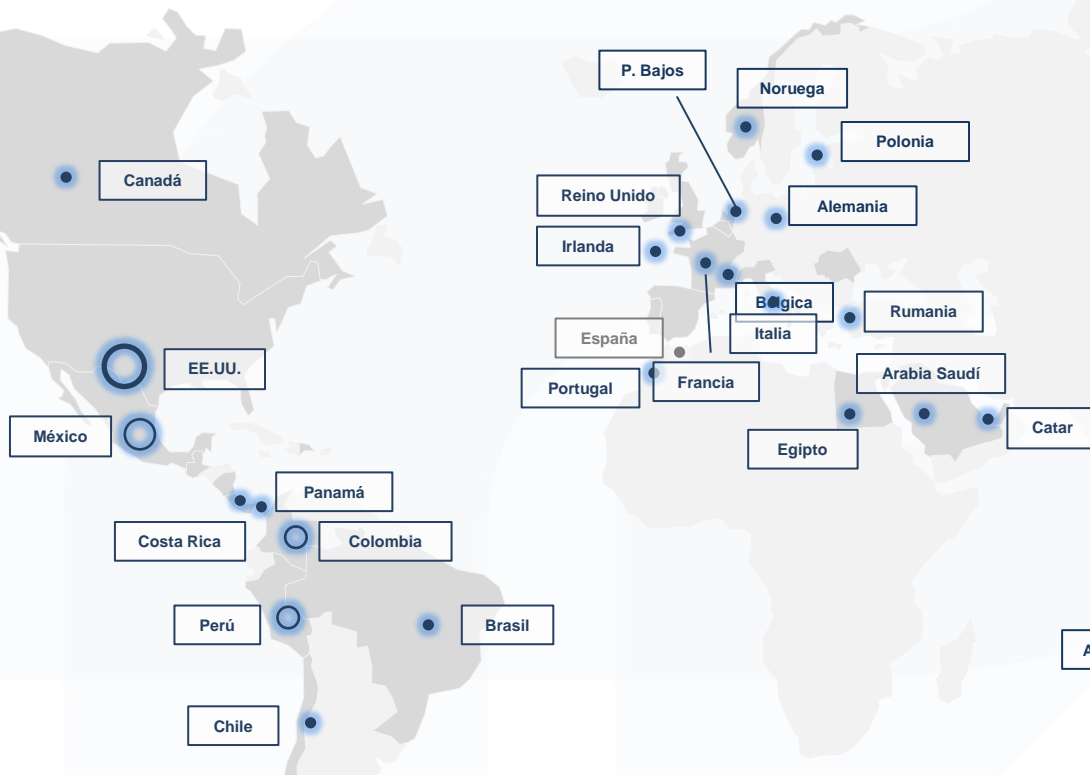 P. Bajos
Noruega
Polonia
Canadá
Reino Unido
Alemania
Irlanda
Bélgica
Rumania
España
Italia
EE.UU.
Arabia Saudí
Portugal
Francia
México
Catar
Egipto
Panamá
Costa Rica
Colombia
Perú
Brasil
Chile